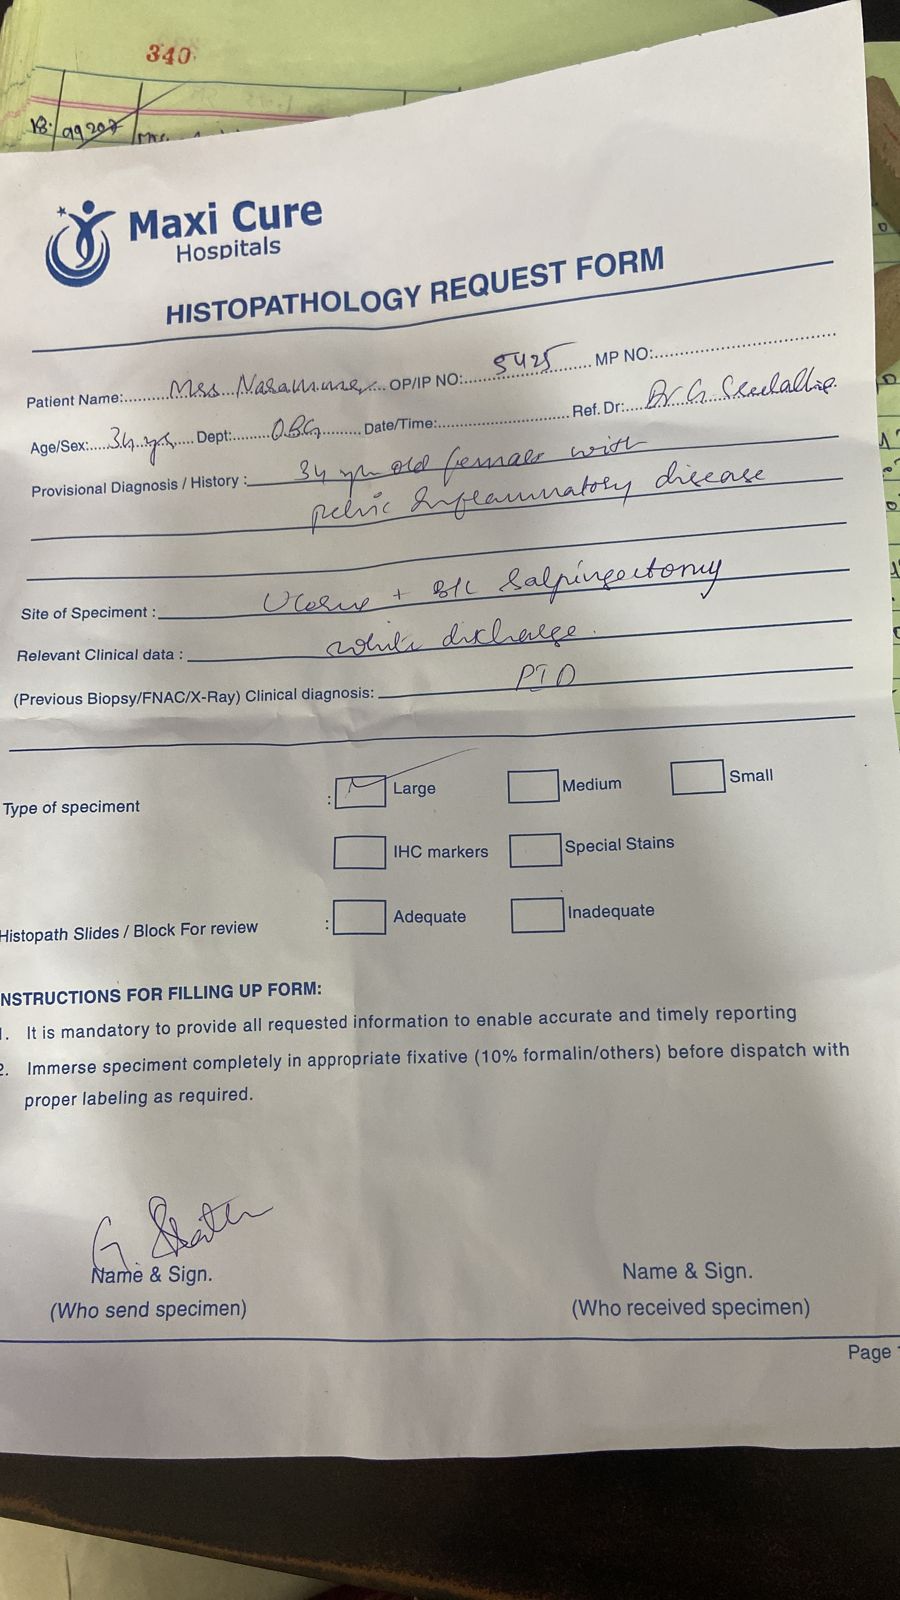 340
18. 99207
Maxi Cure
Hospitals
HISTOPATHOLOGY REQUEST FORM
Patient Name: Mrs. OP/IP NO: 5425 MP NO:
Age/Sex: 34 yrs Dept: OBG Date/Time: Ref. Dr: Dr. G.
Provisional Diagnosis / History : 34 yr old female with
pelvic Inflammatory disease
Site of Specimen : Uterus + B/L Salpingectomy
Relevant Clinical data : white discharge.
(Previous Biopsy/FNAC/X-Ray) Clinical diagnosis: PID
Type of speciment : Large Medium Small
IHC markers Special Stains
Histopath Slides / Block For review : Adequate Inadequate
NSTRUCTIONS FOR FILLING UP FORM:
1. It is mandatory to provide all requested information to enable accurate and timely reporting
2. Immerse speciment completely in appropriate fixative (10% formalin/others) before dispatch with
proper labeling as required.
G.
Name & Sign. Name & Sign.
(Who send specimen) (Who received specimen)
Page